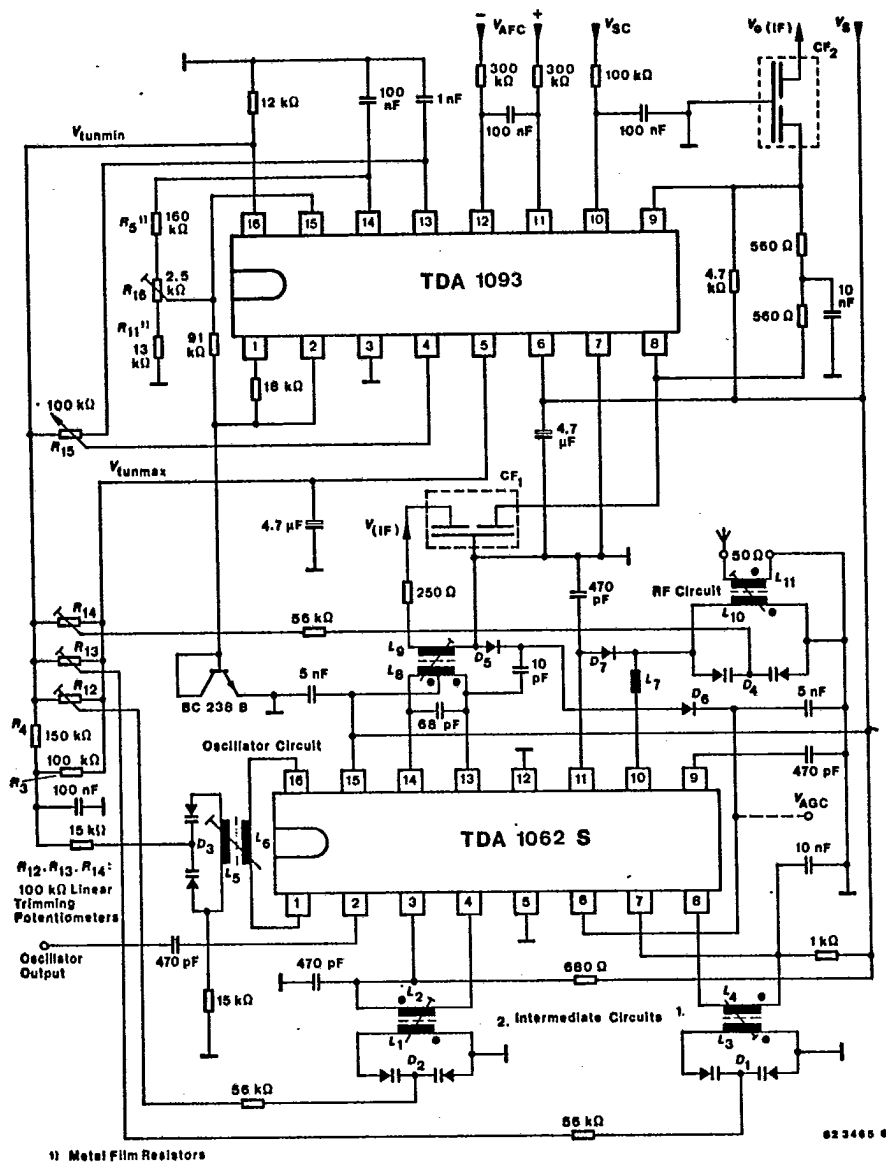 − V_AFC +
V_SC
V_o(IF)
V_S
CF2
300 kΩ
300 kΩ
100 kΩ
12 kΩ
100 nF
1 nF
100 nF
100 nF
V_tunmin
16 15 14 13 12 11 10 9
R5 1)
160 kΩ
560 Ω
4.7 kΩ
10 nF
560 Ω
TDA 1093
2.5 kΩ
R16
R11 1)
13 kΩ
91 kΩ
1 2 3 4 5 6 7 8
18 kΩ
100 kΩ
R15
4.7 µF
V_tunmax
CF1
4.7 µF
V_(IF)
50Ω
L11
250 Ω
470 pF
RF Circuit
L10
R14
56 kΩ
L9
D5
R13
L8
10 pF
D7
L7
D4
R12
BC 238 B
5 nF
68 pF
D6
5 nF
R4
150 kΩ
Oscillator Circuit
470 pF
R3
100 kΩ
16 15 14 13 12 11 10 9
100 nF
V_AGC
15 kΩ
D3
L6
L5
TDA 1062 S
10 nF
R12, R13, R14:
100 kΩ Linear
Trimming
Potentiometers
1 2 3 4 5 6 7 8
Oscillator
Output
470 pF
470 pF
680 Ω
1 kΩ
15 kΩ
L2
L4
2. Intermediate Circuits 1.
L1
L3
D2
D1
56 kΩ
56 kΩ
1) Metal Film Resistors
823465 6